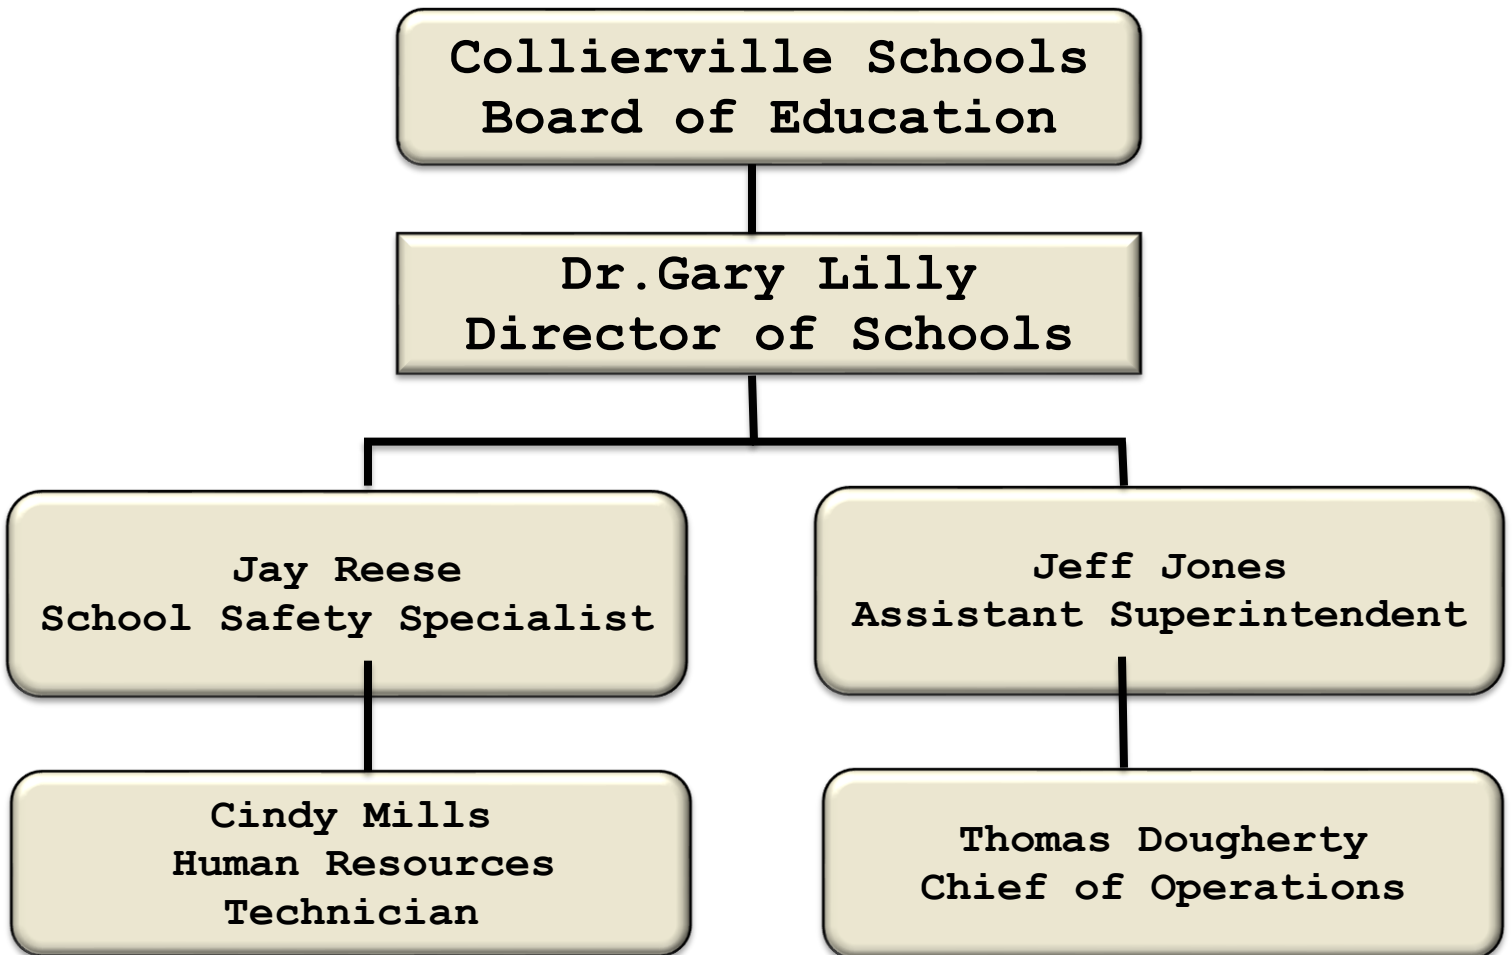 Collierville Schools
Board of Education
Dr.Gary Lilly
Director of Schools
Jay Reese
School Safety Specialist
Jeff Jones
Assistant Superintendent
Cindy Mills
Human Resources
Technician
Thomas Dougherty
Chief of Operations